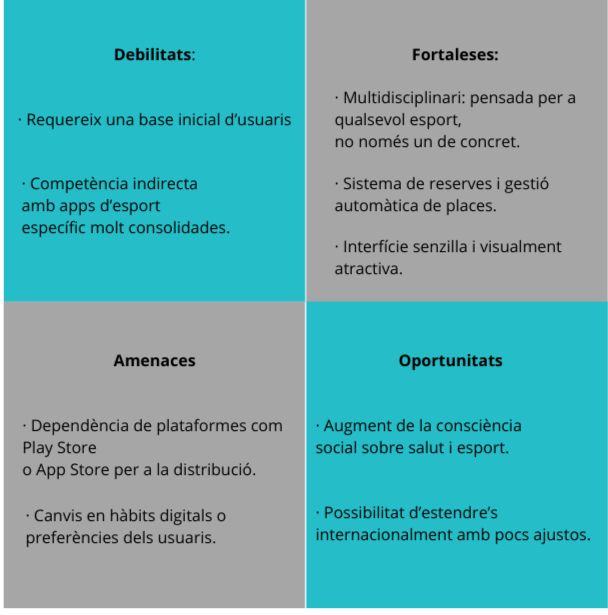 Debilitats:
· Requereix una base inicial d'usuaris
· Competència indirecta
amb apps d'esport
específic molt consolidades.
Fortaleses:
· Multidisciplinari: pensada per a
qualsevol esport,
no només un de concret.
· Sistema de reserves i gestió
automàtica de places.
· Interfície senzilla i visualment
atractiva.
Amenaces
· Dependència de plataformes com
Play Store
o App Store per a la distribució.
· Canvis en hàbits digitals o
preferències dels usuaris.
Oportunitats
· Augment de la consciència
social sobre salut i esport.
· Possibilitat d'estendre's
internacionalment amb pocs ajustos.